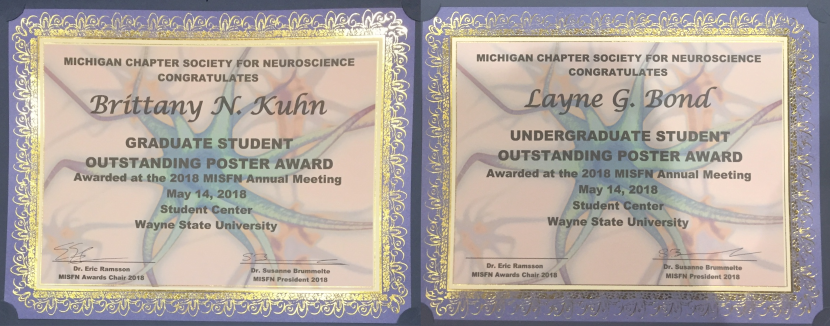 MICHIGAN CHAPTER SOCIETY FOR NEUROSCIENCE
CONGRATULATES
Brittany N. Kuhn
GRADUATE STUDENT
OUTSTANDING POSTER AWARD
Awarded at the 2018 MISFN Annual Meeting
May 14, 2018
Student Center
Wayne State University
Dr. Eric Ramsson
MISFN Awards Chair 2018
Dr. Susanne Brummelte
MISFN President 2018
MICHIGAN CHAPTER SOCIETY FOR NEUROSCIENCE
CONGRATULATES
Layne G. Bond
UNDERGRADUATE STUDENT
OUTSTANDING POSTER AWARD
Awarded at the 2018 MISFN Annual Meeting
May 14, 2018
Student Center
Wayne State University
Dr. Eric Ramsson
MISFN Awards Chair 2018
Dr. Susanne Brummelte
MISFN President 2018